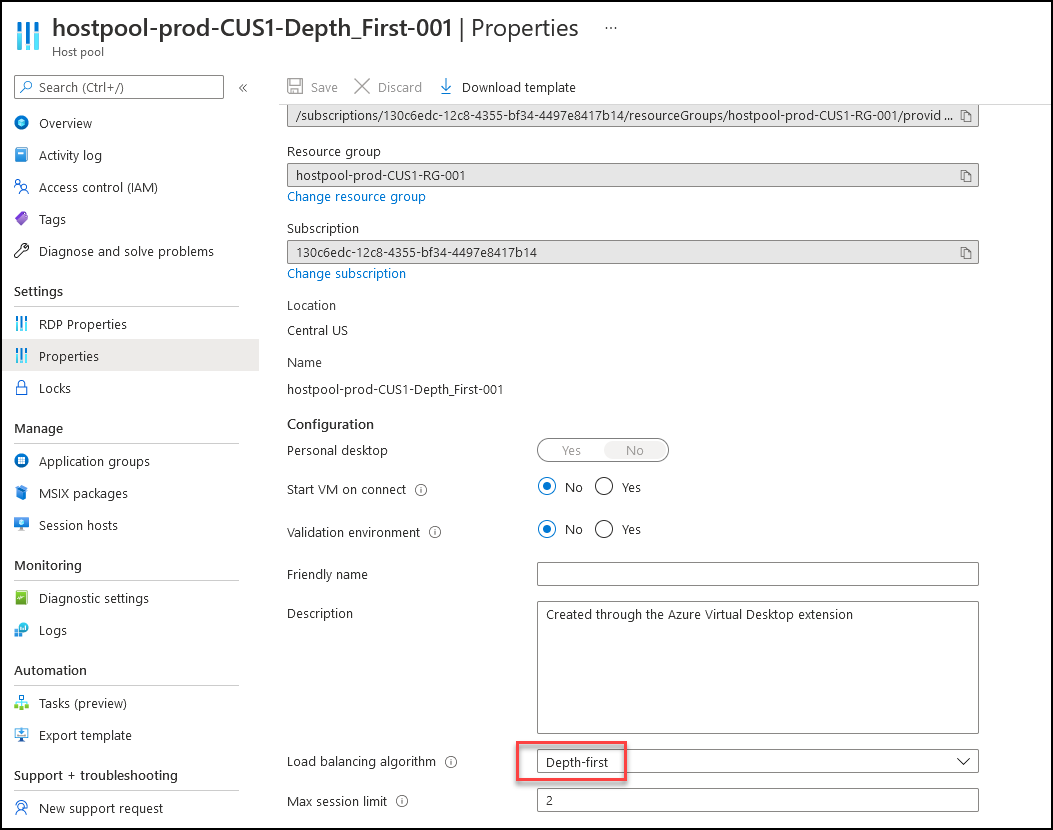 hostpool-prod-CUS1-Depth_First-001 | Properties ...
Host pool
Search (Ctrl+/)
«
Overview
Activity log
Access control (IAM)
Tags
Diagnose and solve problems
Settings
RDP Properties
Properties
Locks
Manage
Application groups
MSIX packages
Session hosts
Monitoring
Diagnostic settings
Logs
Automation
Tasks (preview)
Export template
Support + troubleshooting
New support request
Save Discard Download template
/subscriptions/130c6edc-12c8-4355-bf34-4497e8417b14/resourceGroups/hostpool-prod-CUS1-RG-001/provid ...
Resource group
hostpool-prod-CUS1-RG-001
Change resource group
Subscription
130c6edc-12c8-4355-bf34-4497e8417b14
Change subscription
Location
Central US
Name
hostpool-prod-CUS1-Depth_First-001
Configuration
Personal desktop Yes No
Start VM on connect No Yes
Validation environment No Yes
Friendly name
Description Created through the Azure Virtual Desktop extension
Load balancing algorithm Depth-first
Max session limit 2